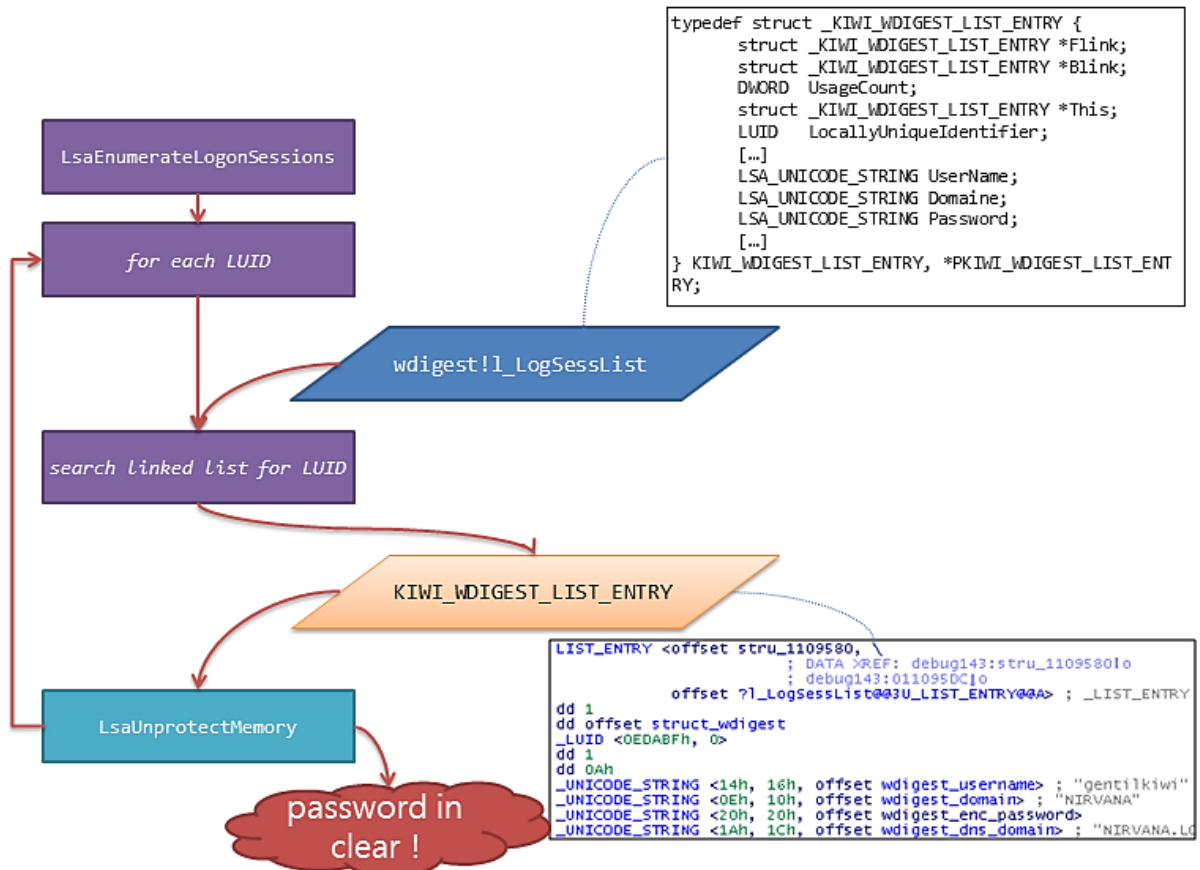 typedef struct _KIWI_WDIGEST_LIST_ENTRY {
struct _KIWI_WDIGEST_LIST_ENTRY *Flink;
struct _KIWI_WDIGEST_LIST_ENTRY *Blink;
DWORD UsageCount;
struct _KIWI_WDIGEST_LIST_ENTRY *This;
LUID LocallyUniqueIdentifier;
[…]
LSA_UNICODE_STRING UserName;
LSA_UNICODE_STRING Domaine;
LSA_UNICODE_STRING Password;
[…]
} KIWI_WDIGEST_LIST_ENTRY, *PKIWI_WDIGEST_LIST_ENT
RY;
LsaEnumerateLogonSessions
for each LUID
wdigest!l_LogSessList
search linked list for LUID
KIWI_WDIGEST_LIST_ENTRY
LsaUnprotectMemory
password in
clear !
LIST_ENTRY <offset stru_1109580,
; DATA XREF: debug143:stru_1109580↓o
; debug143:011095DC↓o
offset ?l_LogSessList@@3U_LIST_ENTRY@@A> ; _LIST_ENTRY
dd 1
dd offset struct_wdigest
_LUID <0EDABFh, 0>
dd 1
dd 0Ah
_UNICODE_STRING <14h, 16h, offset wdigest_username> ; "gentilkiwi"
_UNICODE_STRING <0Eh, 10h, offset wdigest_domain> ; "NIRVANA"
_UNICODE_STRING <20h, 20h, offset wdigest_enc_password>
_UNICODE_STRING <1Ah, 1Ch, offset wdigest_dns_domain> ; "NIRVANA.LO